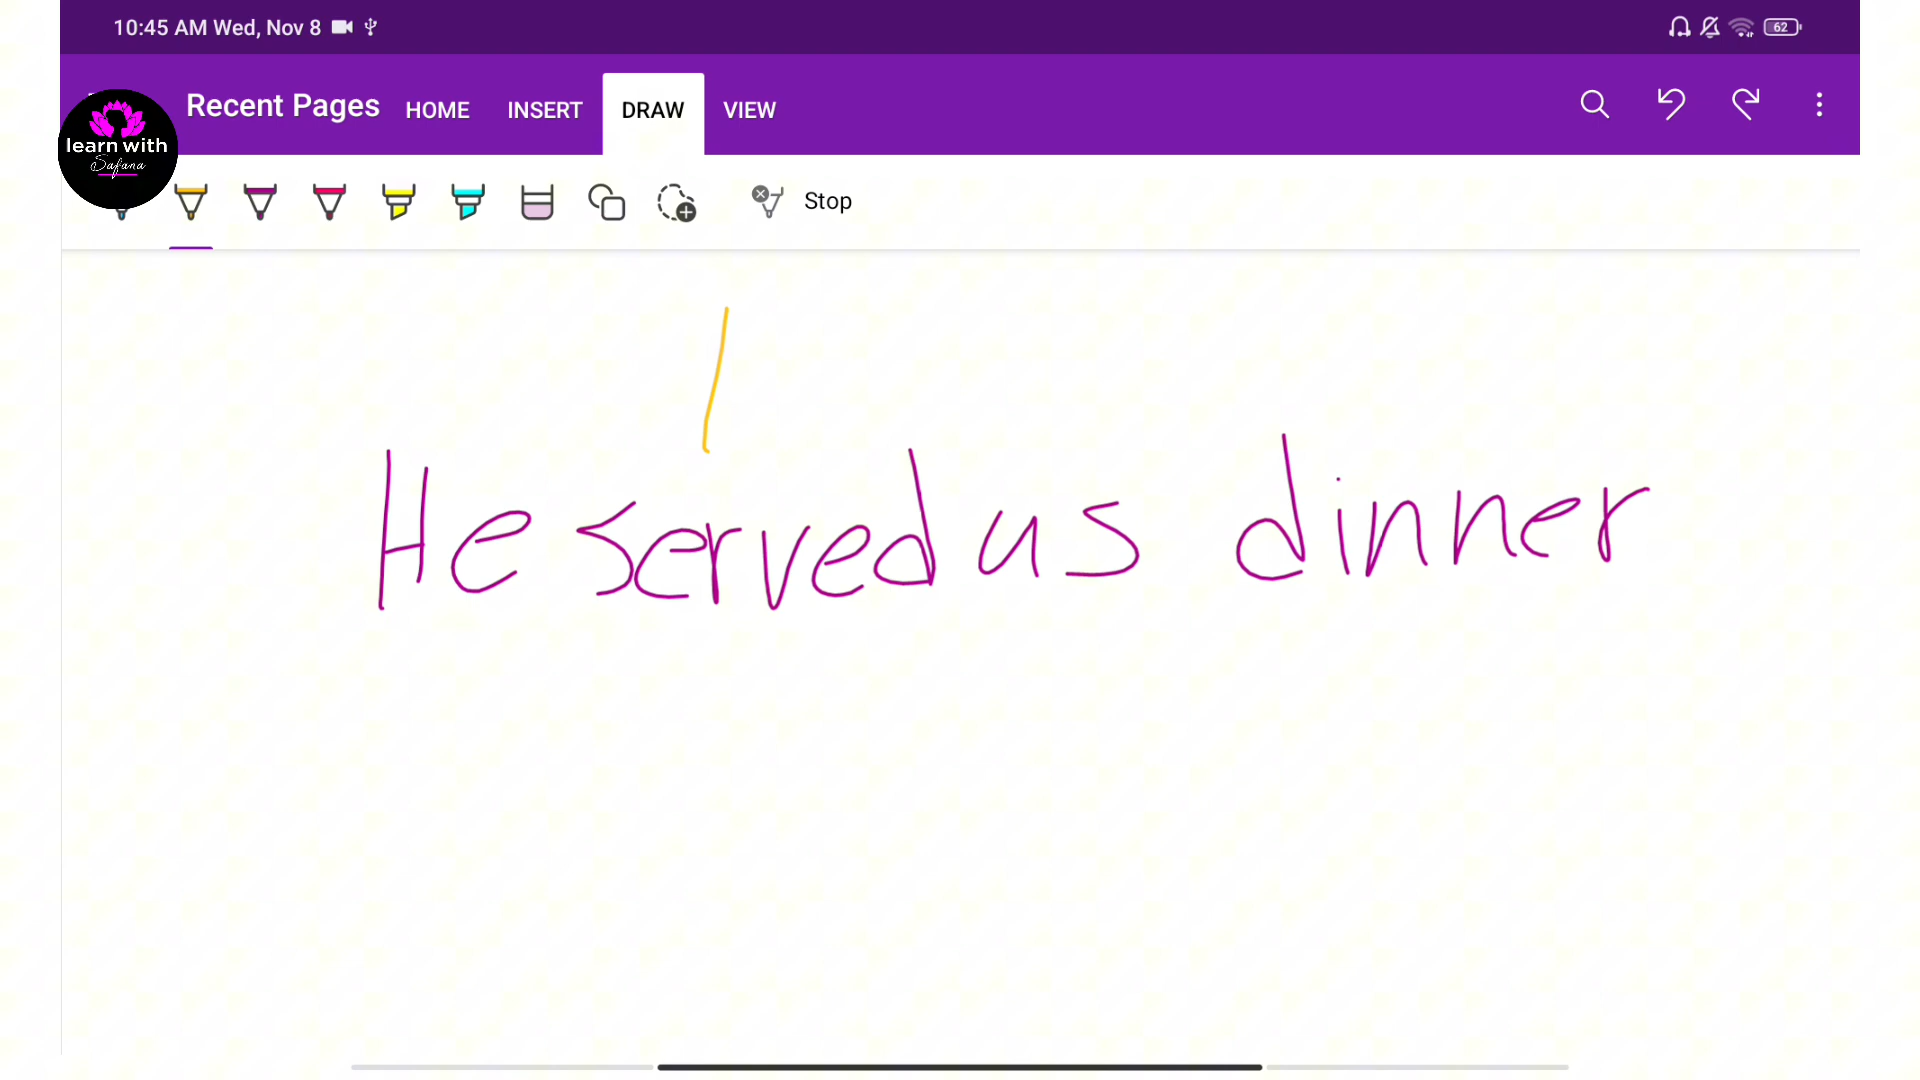 10:45 AM Wed, Nov 8
62
Recent Pages HOME INSERT DRAW VIEW
learn with
Safana
Stop
He served us dinner